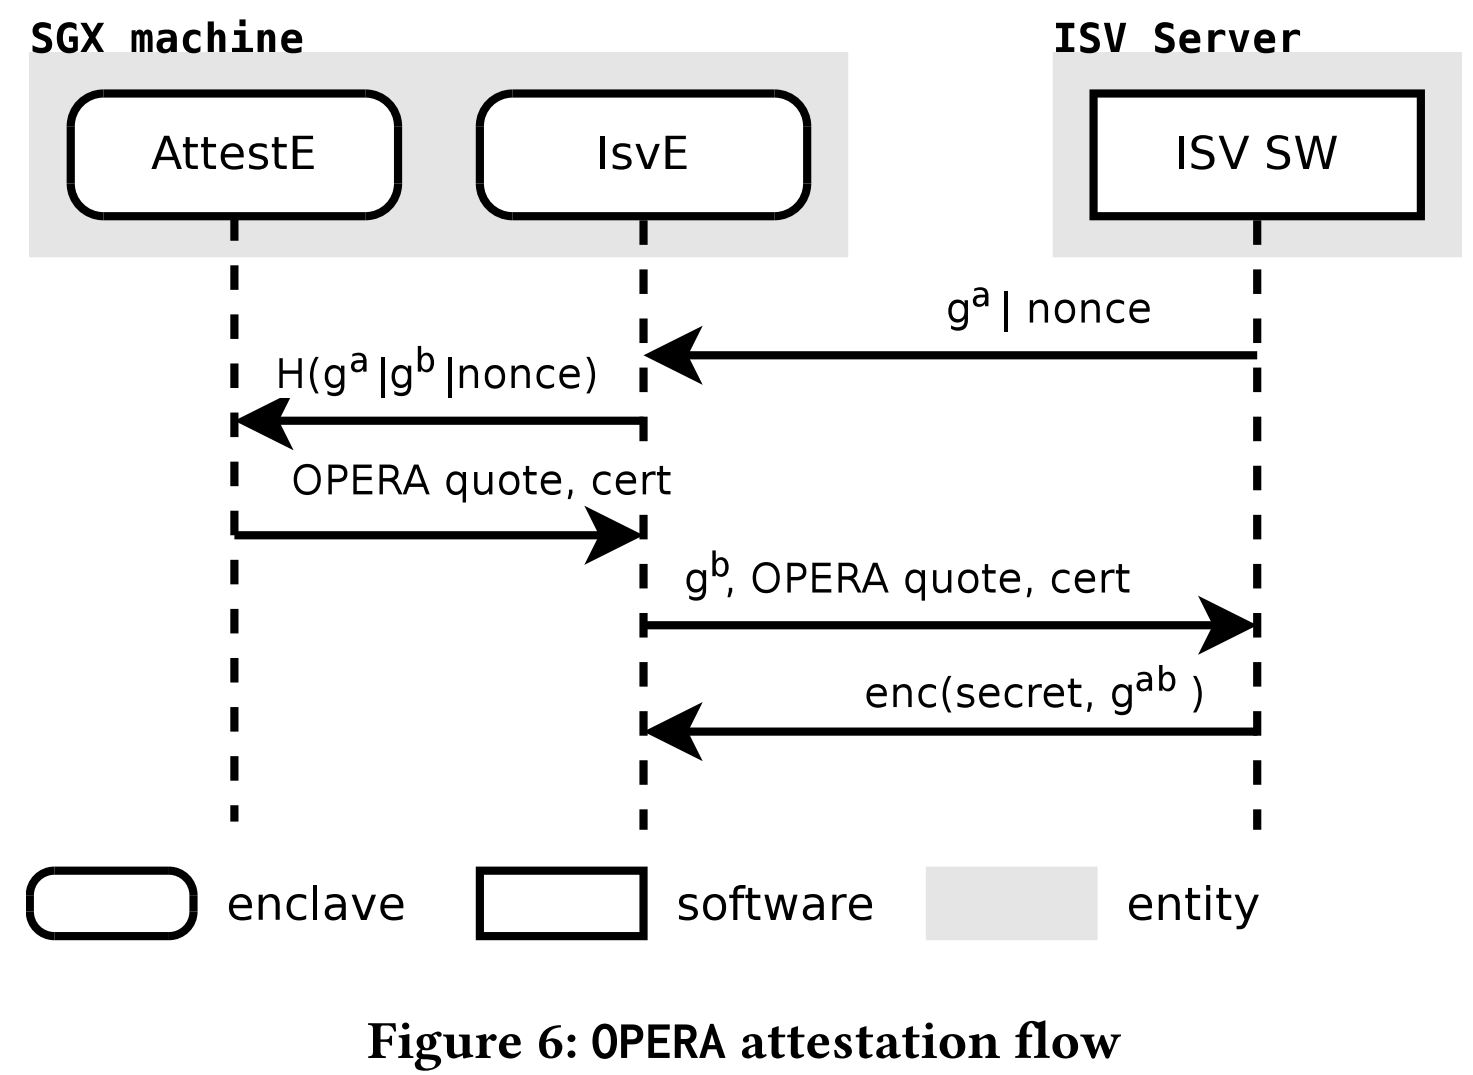 SGX machine
ISV Server
AttestE
IsvE
ISV SW
g^a | nonce
H(g^a |g^b |nonce)
OPERA quote, cert
g^b, OPERA quote, cert
enc(secret, g^ab )
enclave
software
entity
Figure 6: OPERA attestation flow